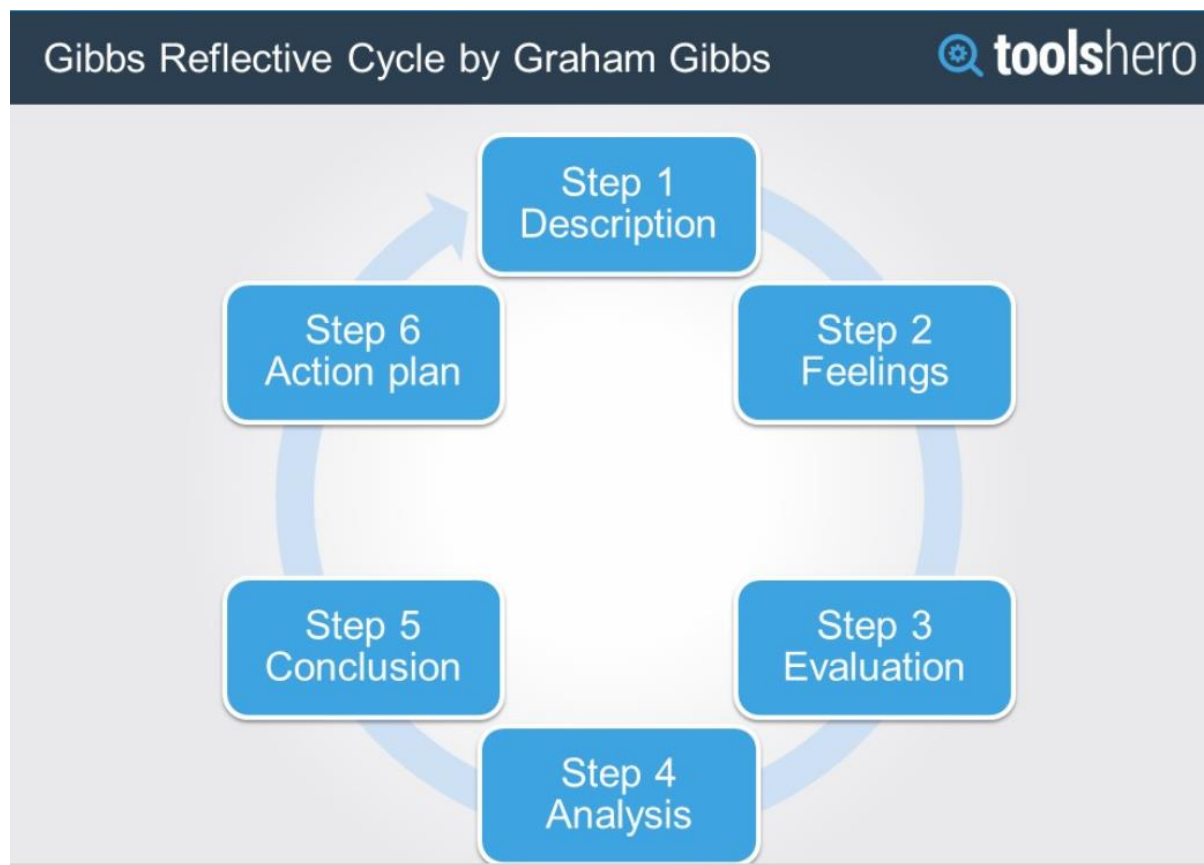 Gibbs Reflective Cycle by Graham Gibbs
toolshero
Step 1
Description
Step 2
Feelings
Step 3
Evaluation
Step 4
Analysis
Step 5
Conclusion
Step 6
Action plan